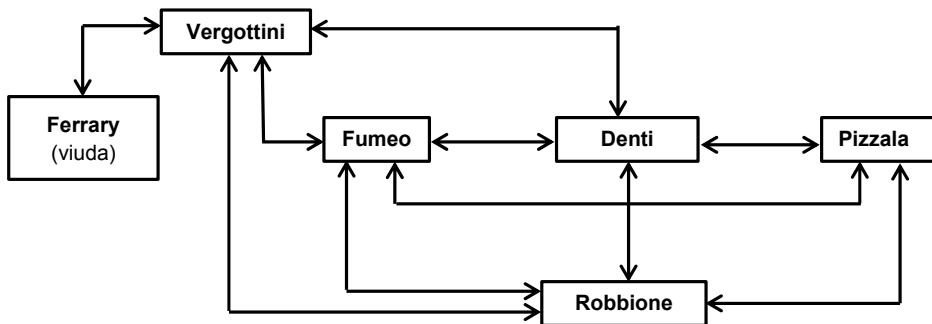 Vergottini
Ferrary
(viuda)
Fumeo
Denti
Pizzala
Robbione